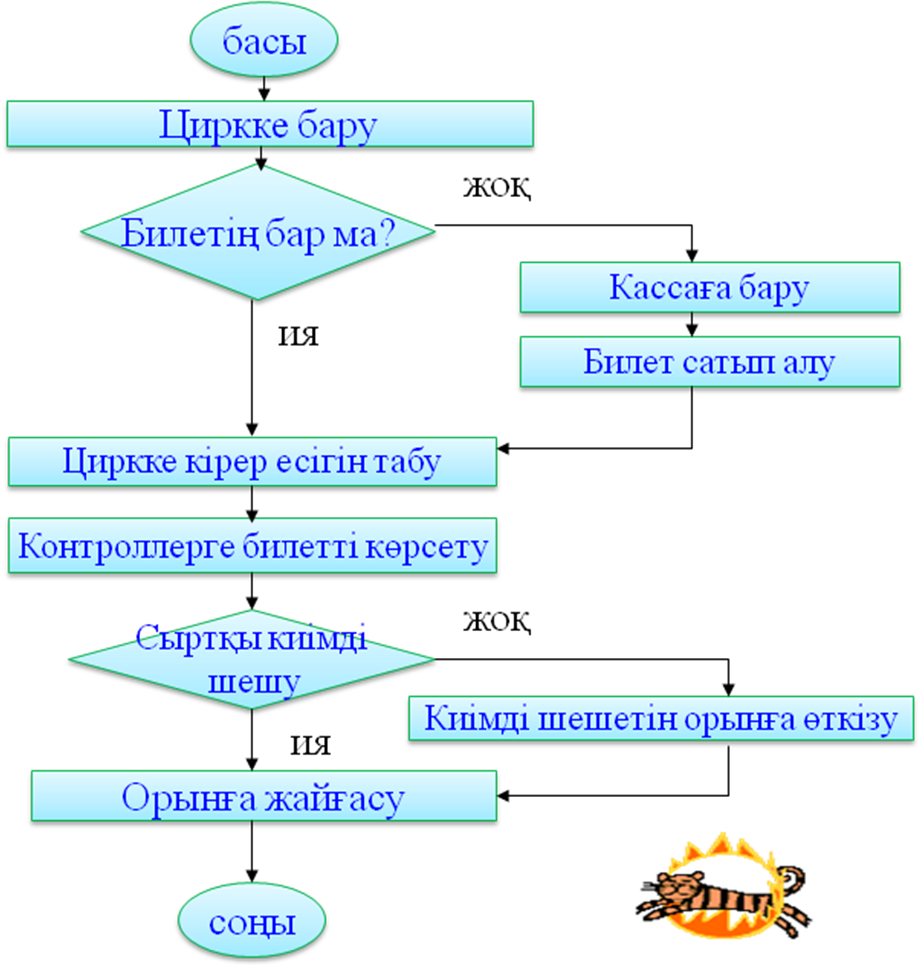 басы
Циркке бару
жоқ
Билетің бар ма?
Кассаға бару
ия
Билет сатып алу
Циркке кірер есігін табу
Контроллерге билетті көрсету
жоқ
Сыртқы киімді
шешу
Киімді шешетін орынға өткізу
ия
Орынға жайғасу
соңы